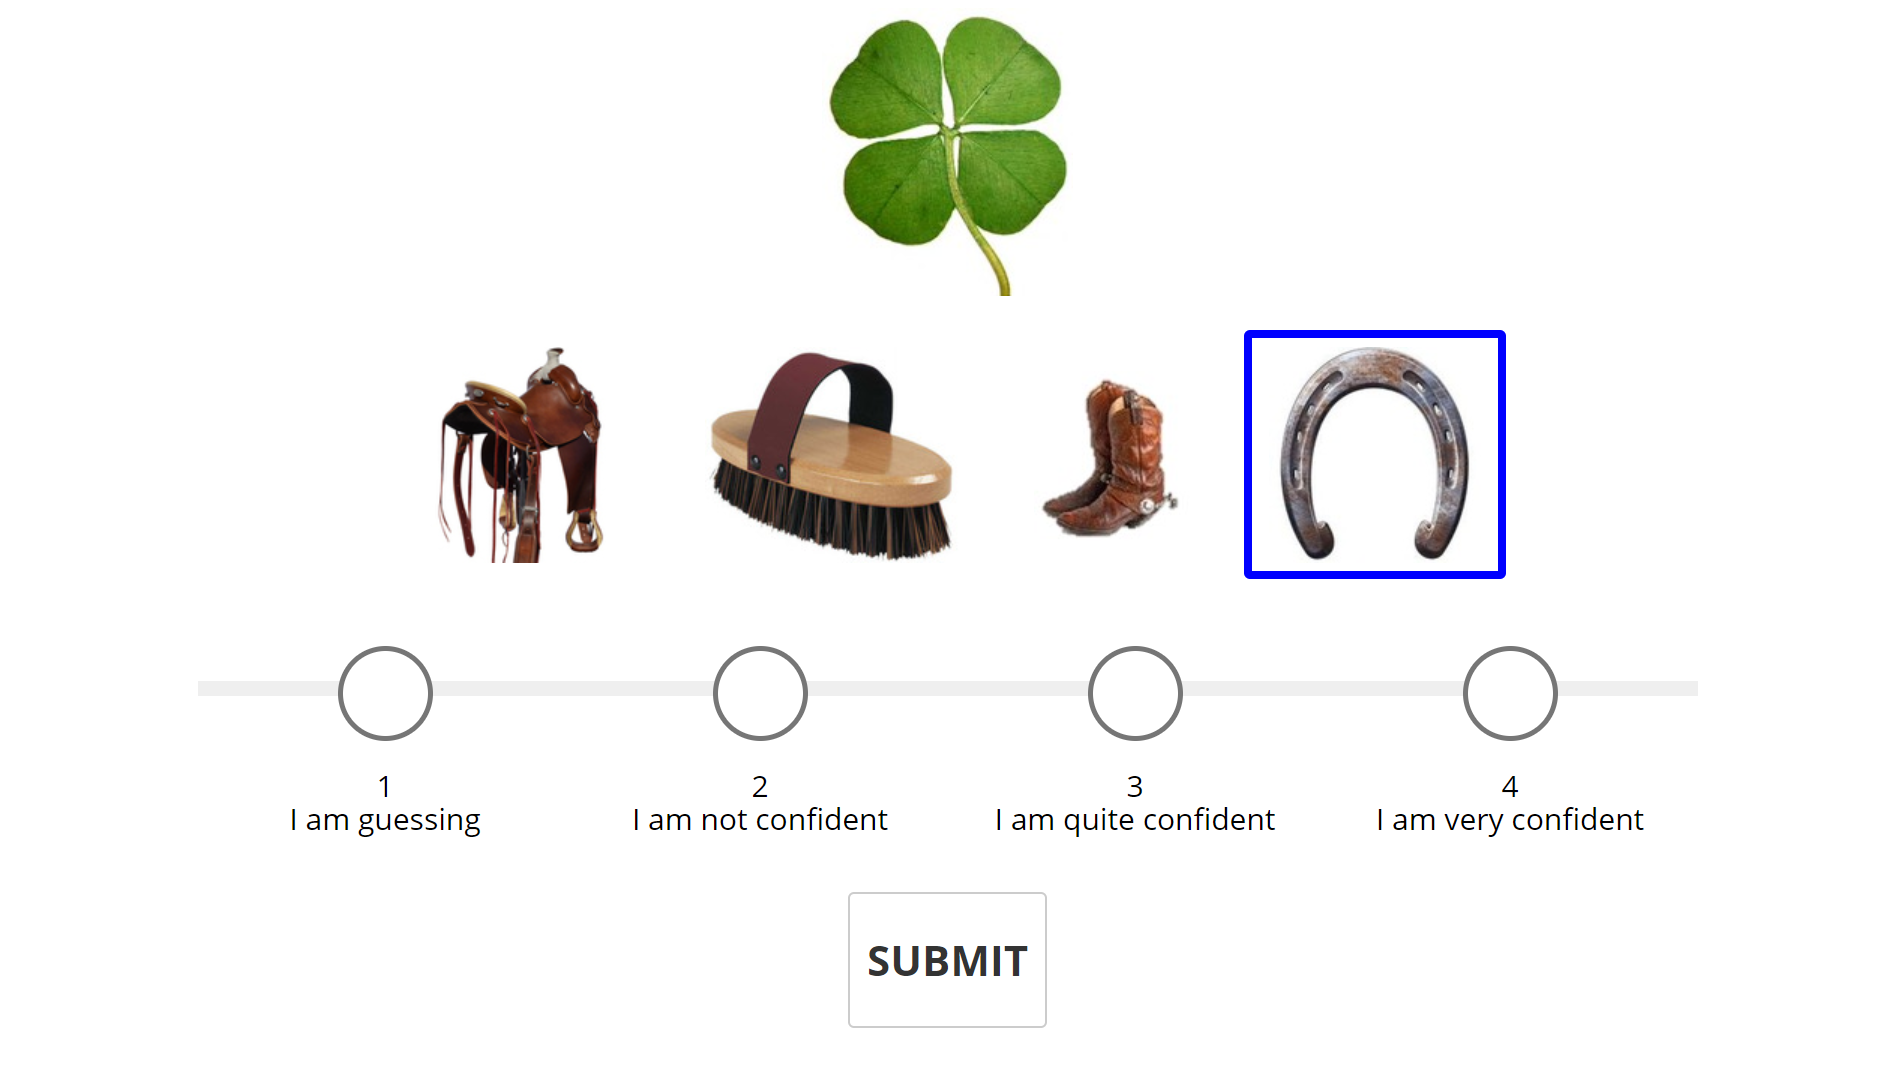 1
I am guessing
2
I am not confident
3
I am quite confident
4
I am very confident
SUBMIT